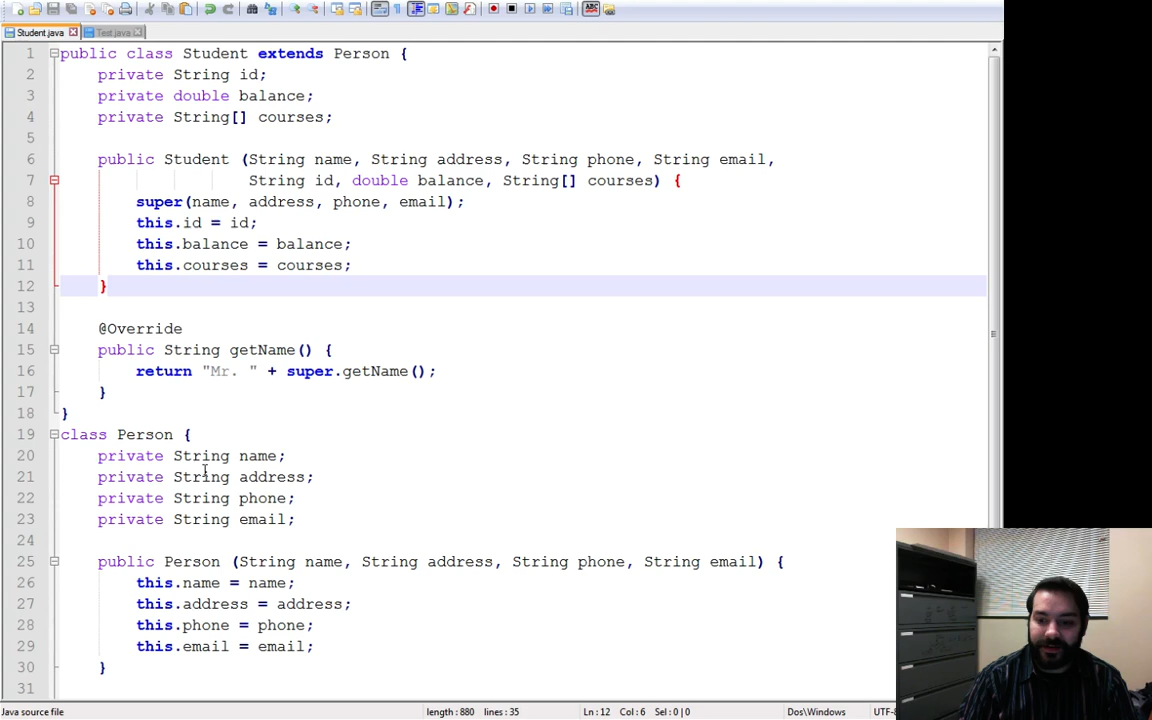 Student.java
Test.java
1 public class Student extends Person {
2 private String id;
3 private double balance;
4 private String[] courses;
5
6 public Student (String name, String address, String phone, String email,
7 String id, double balance, String[] courses) {
8 super(name, address, phone, email);
9 this.id = id;
10 this.balance = balance;
11 this.courses = courses;
12 }
13
14 @Override
15 public String getName() {
16 return "Mr. " + super.getName();
17 }
18 }
19 class Person {
20 private String name;
21 private String address;
22 private String phone;
23 private String email;
24
25 public Person (String name, String address, String phone, String email) {
26 this.name = name;
27 this.address = address;
28 this.phone = phone;
29 this.email = email;
30 }
31
Java source file length : 880 lines : 35 Ln : 12 Col : 6 Sel : 0 | 0 Dos\Windows